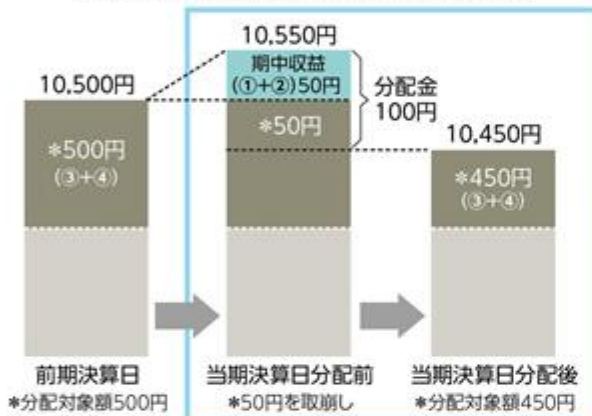 10,550円
期中収益
(①+②)50円
10,500円
分配金
100円
*50円
10,450円
*500円
(③+④)
*450円
(③+④)
前期決算日
当期決算日分配前
当期決算日分配後
*分配対象額500円
*50円を取崩し
*分配対象額450円